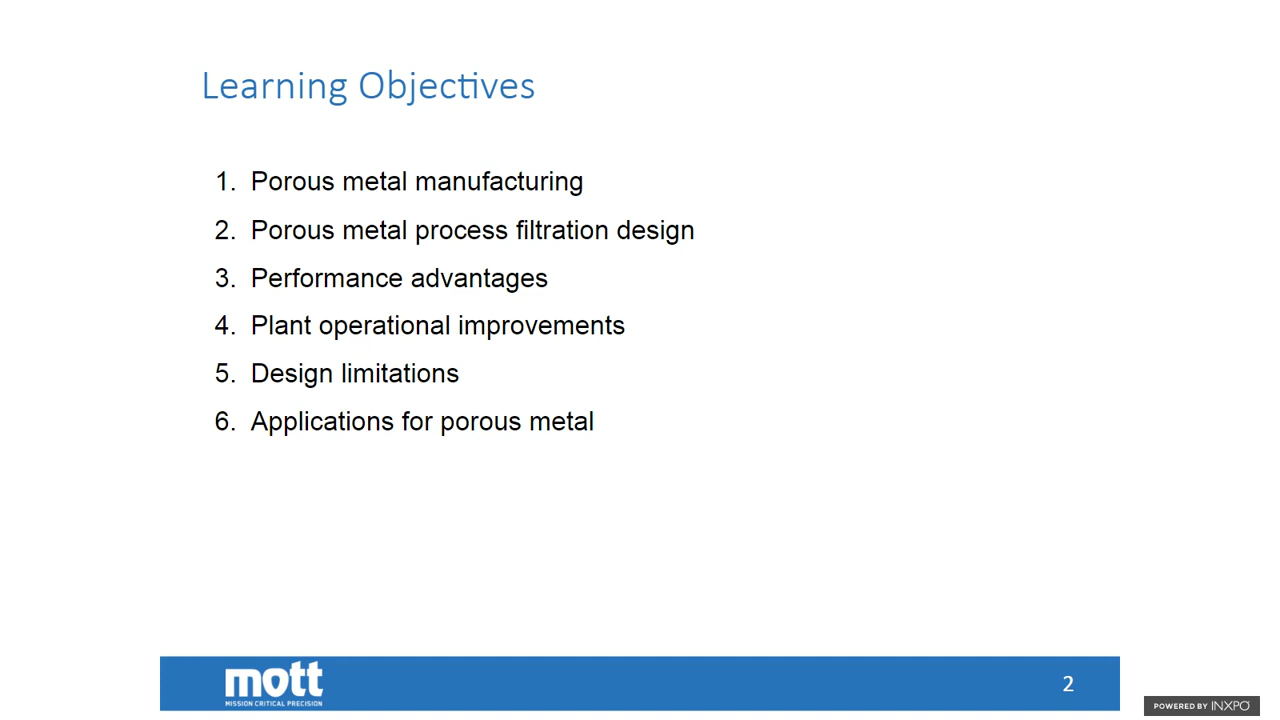 Learning Objectives
1. Porous metal manufacturing
2. Porous metal process filtration design
3. Performance advantages
4. Plant operational improvements
5. Design limitations
6. Applications for porous metal
mott
MISSION CRITICAL PRECISION
2
POWERED BY INXPO